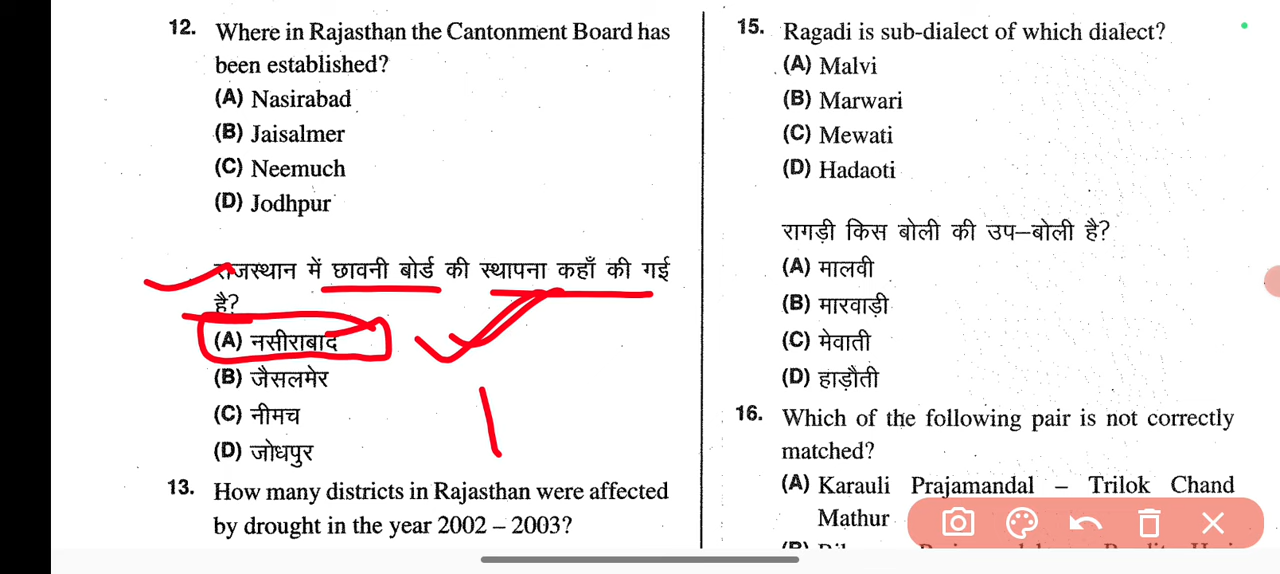 12. Where in Rajasthan the Cantonment Board has
been established?
(A) Nasirabad
(B) Jaisalmer
(C) Neemuch
(D) Jodhpur
राजस्थान में छावनी बोर्ड की स्थापना कहाँ की गई
है?
(A) नसीराबाद
(B) जैसलमेर
(C) नीमच
(D) जोधपुर
13. How many districts in Rajasthan were affected
by drought in the year 2002 – 2003?
15. Ragadi is sub-dialect of which dialect?
(A) Malvi
(B) Marwari
(C) Mewati
(D) Hadaoti
रागड़ी किस बोली की उप–बोली है?
(A) मालवी
(B) मारवाड़ी
(C) मेवाती
(D) हाड़ौती
16. Which of the following pair is not correctly
matched?
(A) Karauli Prajamandal – Trilok Chand
Mathur